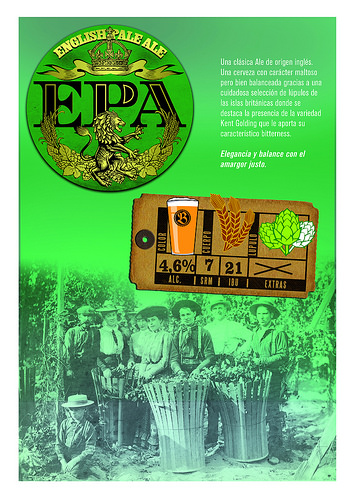 ENGLISH PALE ALE
EPA
Una clásica Ale de origen inglés.
Una cerveza con carácter maltoso
pero bien balanceada gracias a una
cuidadosa selección de lúpulos de
las islas británicas donde se
destaca la presencia de la variedad
Kent Golding que le aporta su
característico bitterness.
Elegancia y balance con el
amargor justo.
COLOR
B
CUERPO
LÚPULO
4,6% 7 21
ALC. SRM IBU EXTRAS